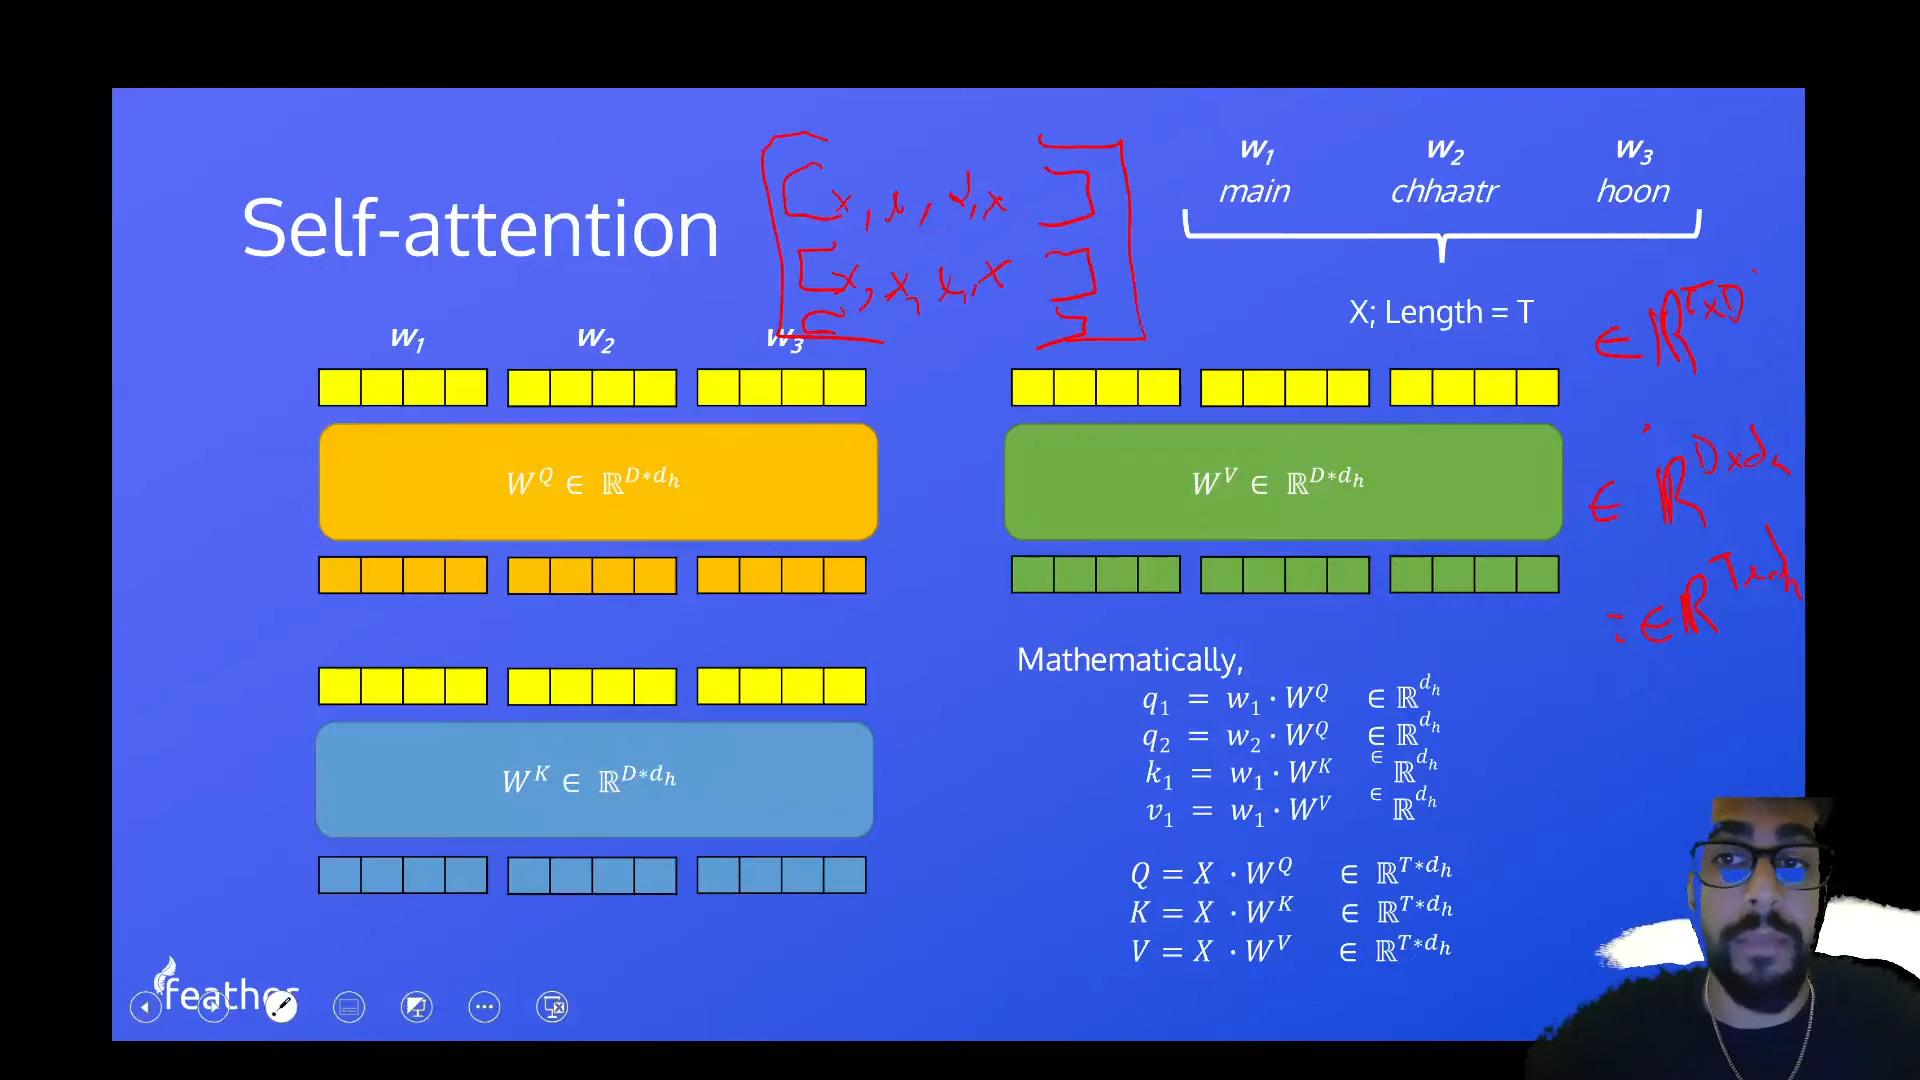 w₁ w₂ w₃
main chhaatr hoon
Self-attention
[x, x, x, x]
[x, x, x, x]
[ ]
X; Length = T ∈ ℝ^{T×D}
w₁ w₂ w₃
W^Q ∈ ℝ^{D*d_h}
W^V ∈ ℝ^{D*d_h}
∈ ℝ^{D×d_h}
= ∈ ℝ^{T×d_h}
W^K ∈ ℝ^{D*d_h}
Mathematically,
q₁ = w₁ · W^Q ∈ ℝ^{d_h}
q₂ = w₂ · W^Q ∈ ℝ^{d_h}
k₁ = w₁ · W^K ∈ ℝ^{d_h}
v₁ = w₁ · W^V ∈ ℝ^{d_h}
Q = X · W^Q ∈ ℝ^{T*d_h}
K = X · W^K ∈ ℝ^{T*d_h}
V = X · W^V ∈ ℝ^{T*d_h}
feather